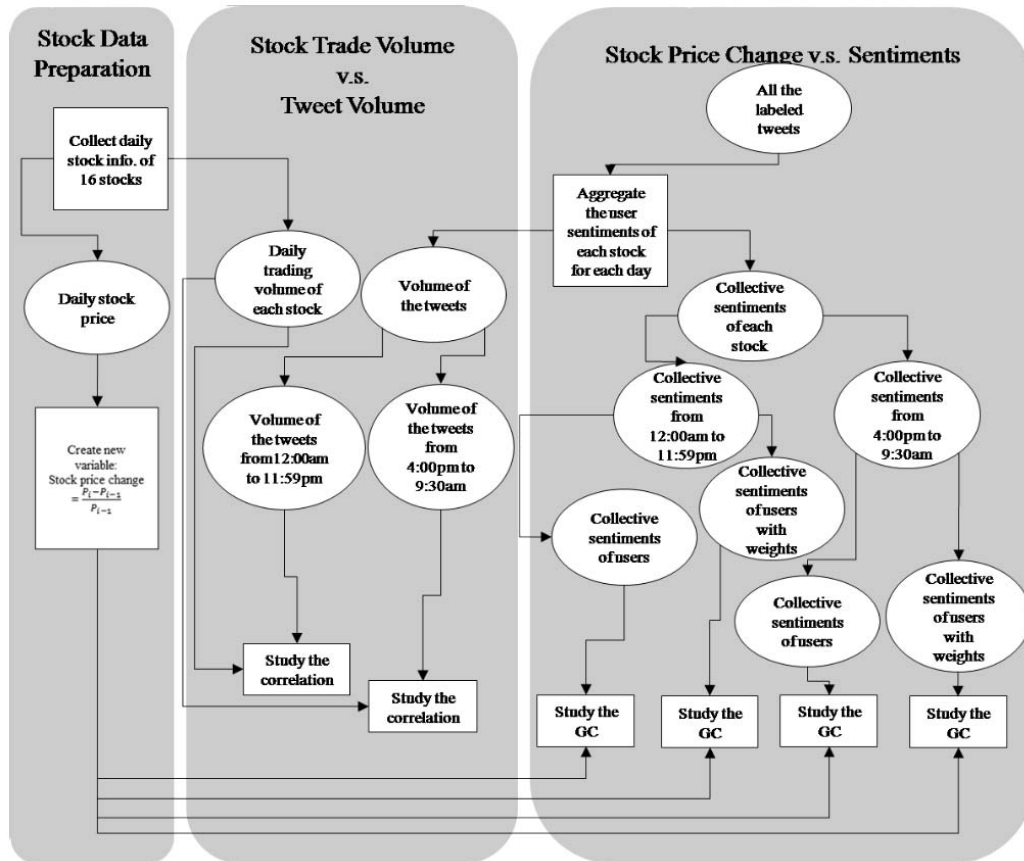 Stock Data
Preparation
Collect daily
stock info. of
16 stocks
Daily stock
price
Create new
variable:
Stock price change
= (P_i − P_{i−1}) / P_{i−1}
Stock Trade Volume
v.s.
Tweet Volume
Daily
trading
volume of
each stock
Volume of
the tweets
Volume of
the tweets
from12:00am
to 11:59pm
Volume of
the tweets
from
4:00pm to
9:30am
Study the
correlation
Study the
correlation
Stock Price Change v.s. Sentiments
All the
labeled
tweets
Aggregate
the user
sentiments of
each stock
for each day
Collective
sentiments
of each
stock
Collective
sentiments
from
12:00am to
11:59pm
Collective
sentiments
from
4:00pm to
9:30am
Collective
sentiments
of users
Collective
sentiments
of users
with
weights
Collective
sentiments
of users
Collective
sentiments
of users
with
weights
Study the
GC
Study the
GC
Study the
GC
Study the
GC